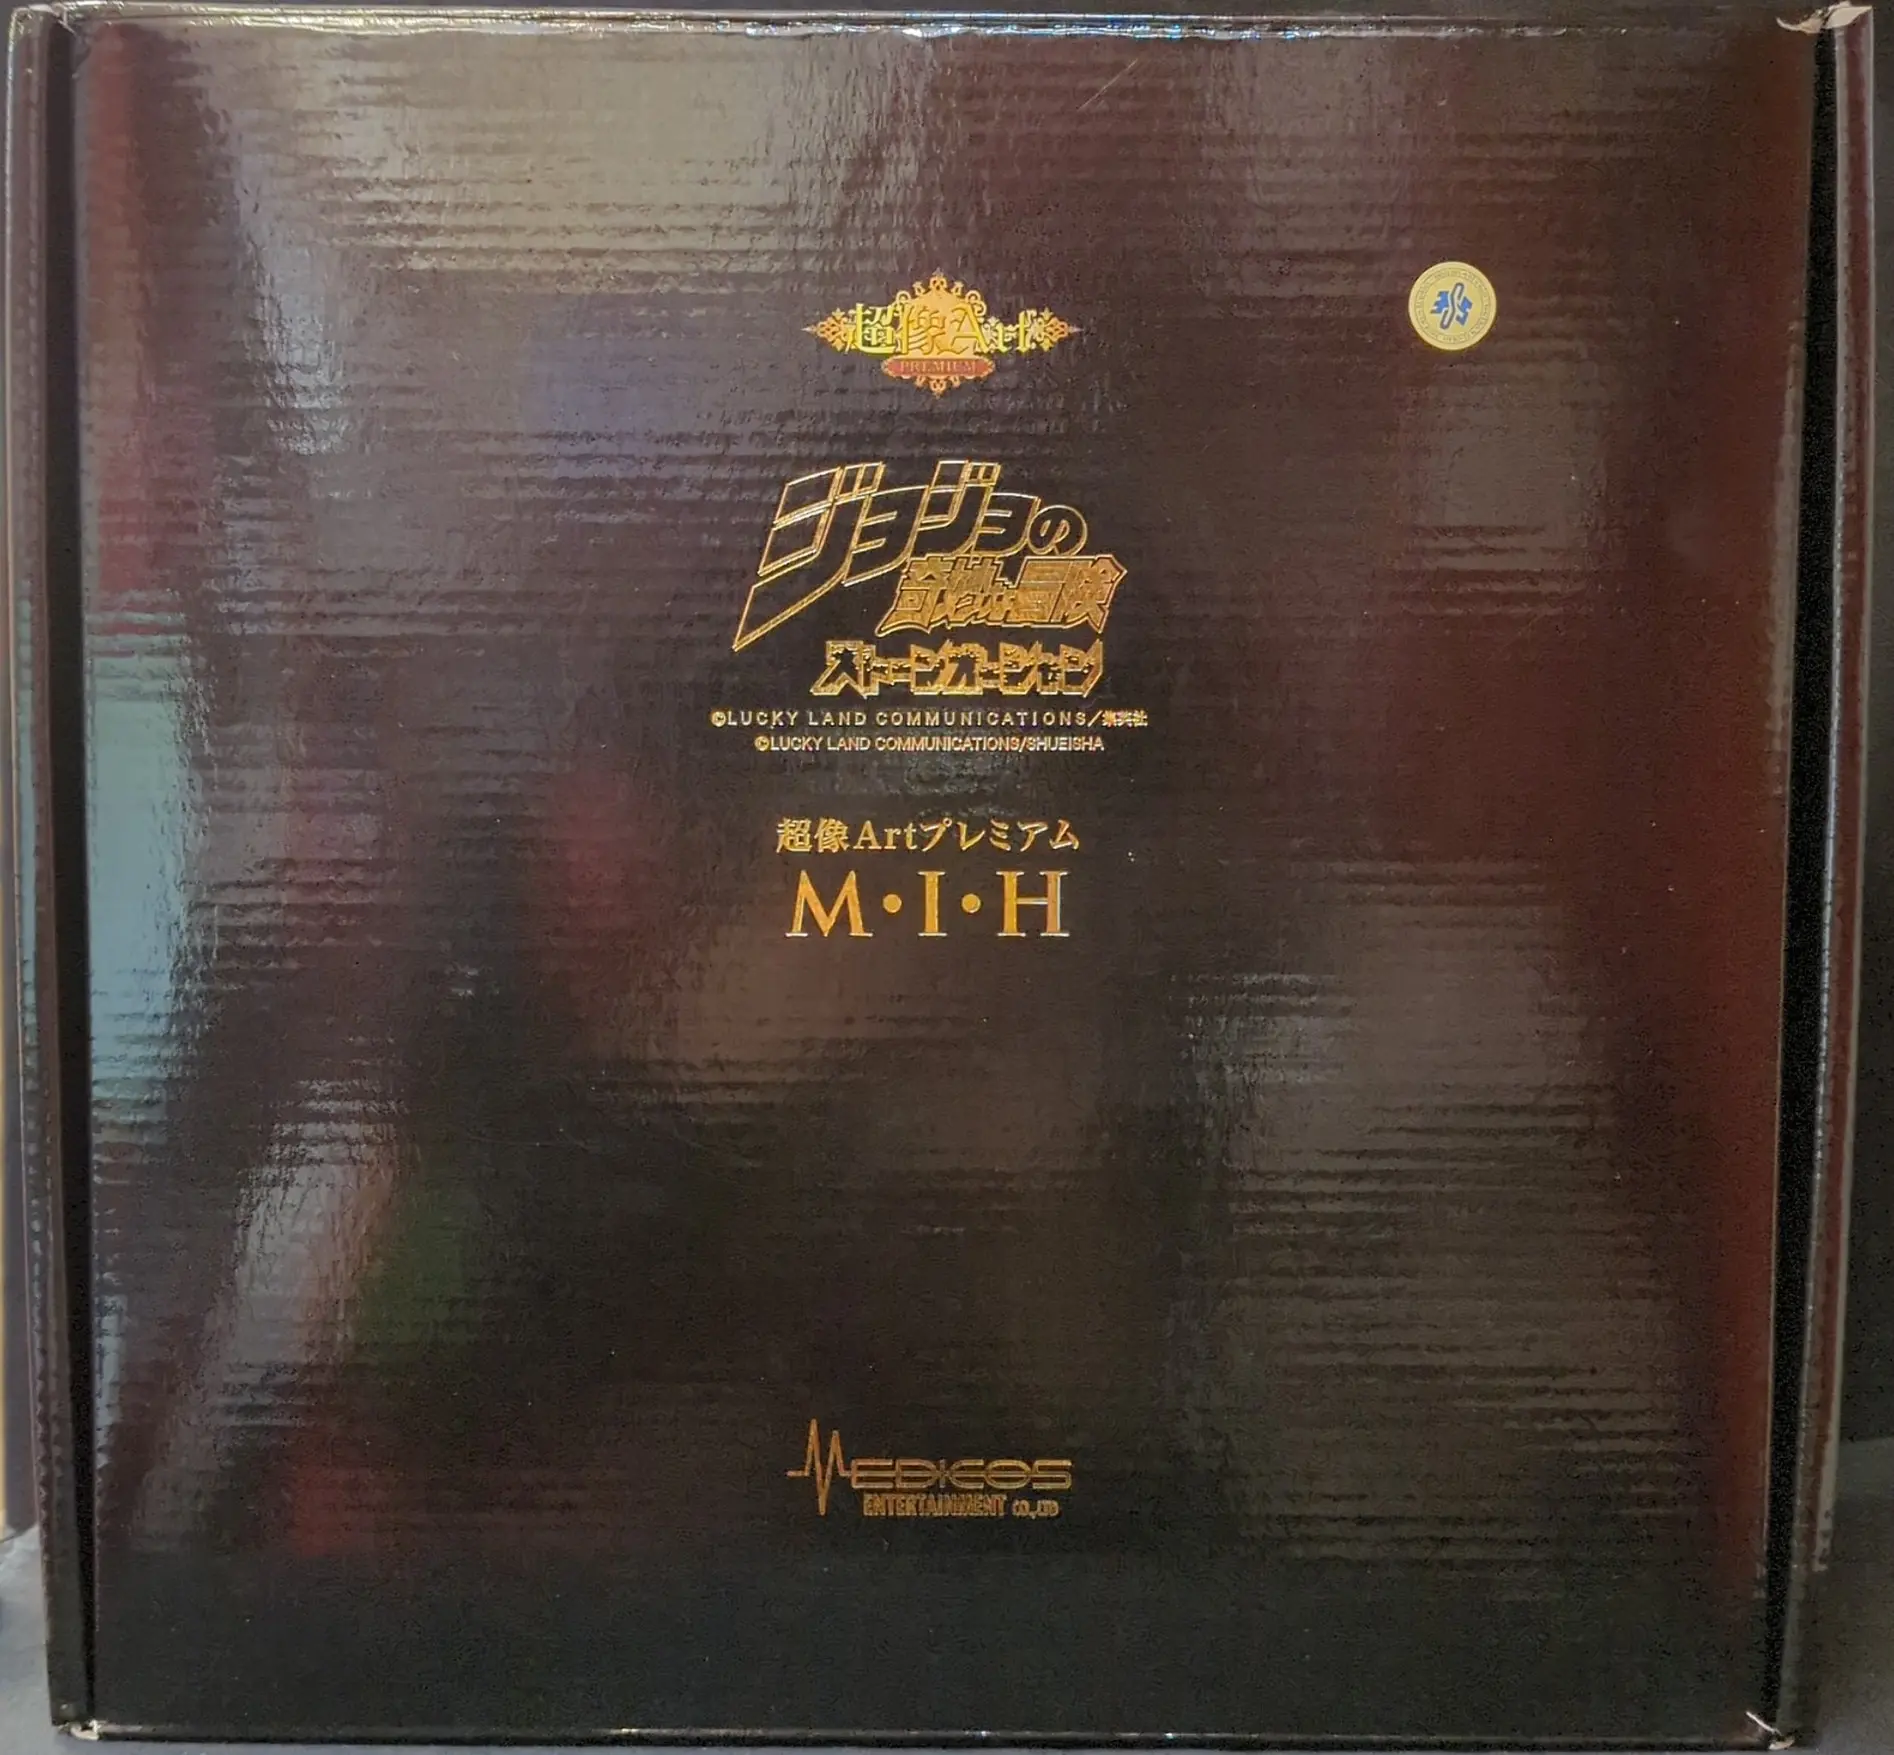 超像Art
PREMIUM
ジョジョの
奇妙な冒険
ストーンオーシャン
©LUCKY LAND COMMUNICATIONS/集英社
©LUCKY LAND COMMUNICATIONS/SHUEISHA
超像Artプレミアム
M・I・H
MEDICOS
ENTERTAINMENT CO.,LTD